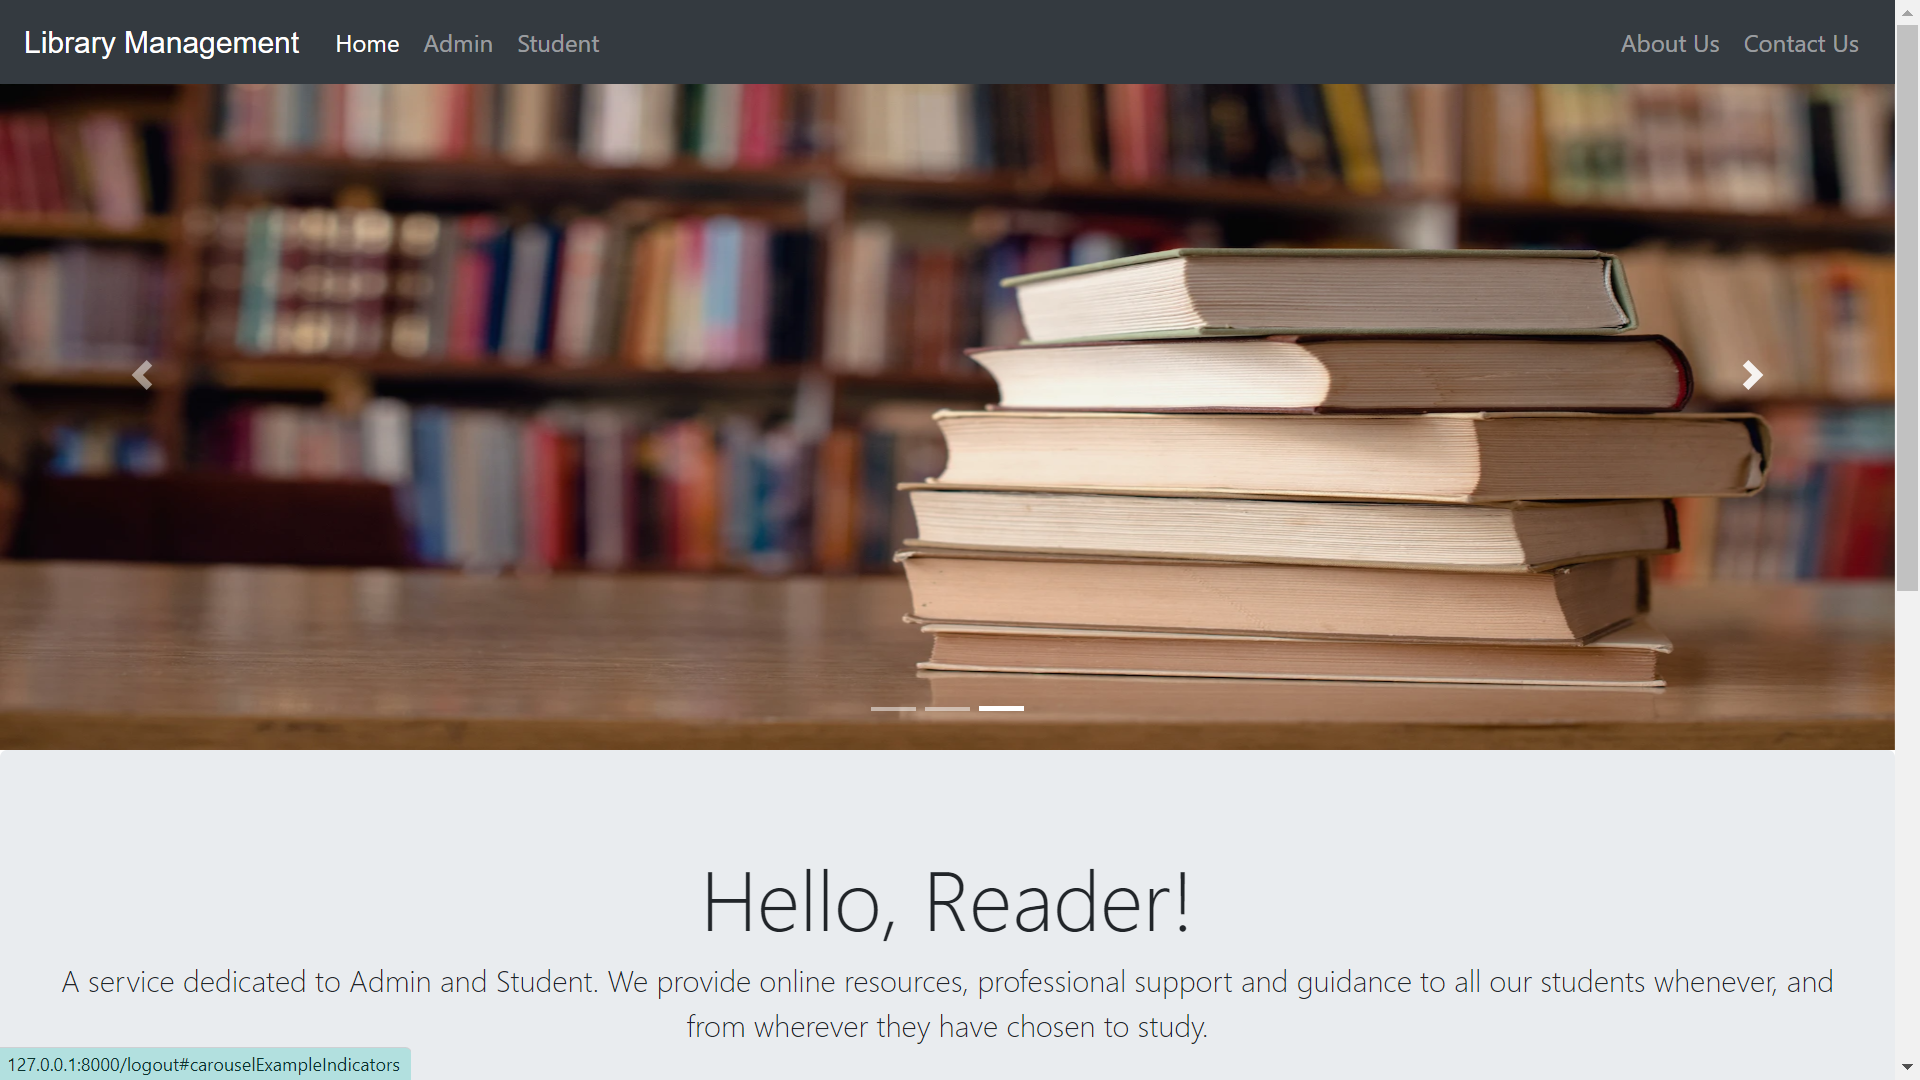 Library Management Home Admin Student About Us Contact Us
Hello, Reader!
A service dedicated to Admin and Student. We provide online resources, professional support and guidance to all our students whenever, and
from wherever they have chosen to study.
127.0.0.1:8000/logout#carouselExampleIndicators